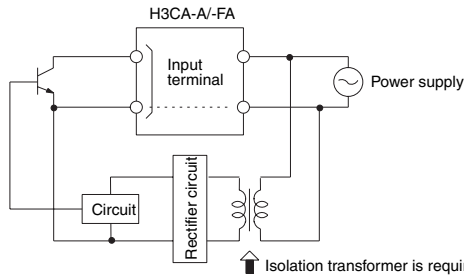 H3CA-A/-FA
Input
terminal
Power supply
Circuit
Rectifier circuit
Isolation transformer is requi